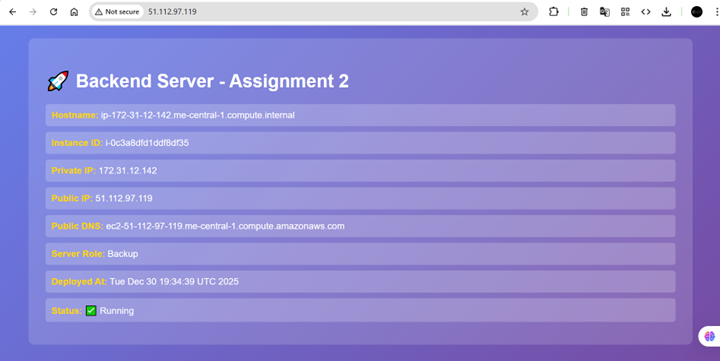 Not secure 51.112.97.119
🚀 Backend Server - Assignment 2
Hostname: ip-172-31-12-142.me-central-1.compute.internal
Instance ID: i-0c3a8dfd1ddf8df35
Private IP: 172.31.12.142
Public IP: 51.112.97.119
Public DNS: ec2-51-112-97-119.me-central-1.compute.amazonaws.com
Server Role: Backup
Deployed At: Tue Dec 30 19:34:39 UTC 2025
Status: ✅ Running